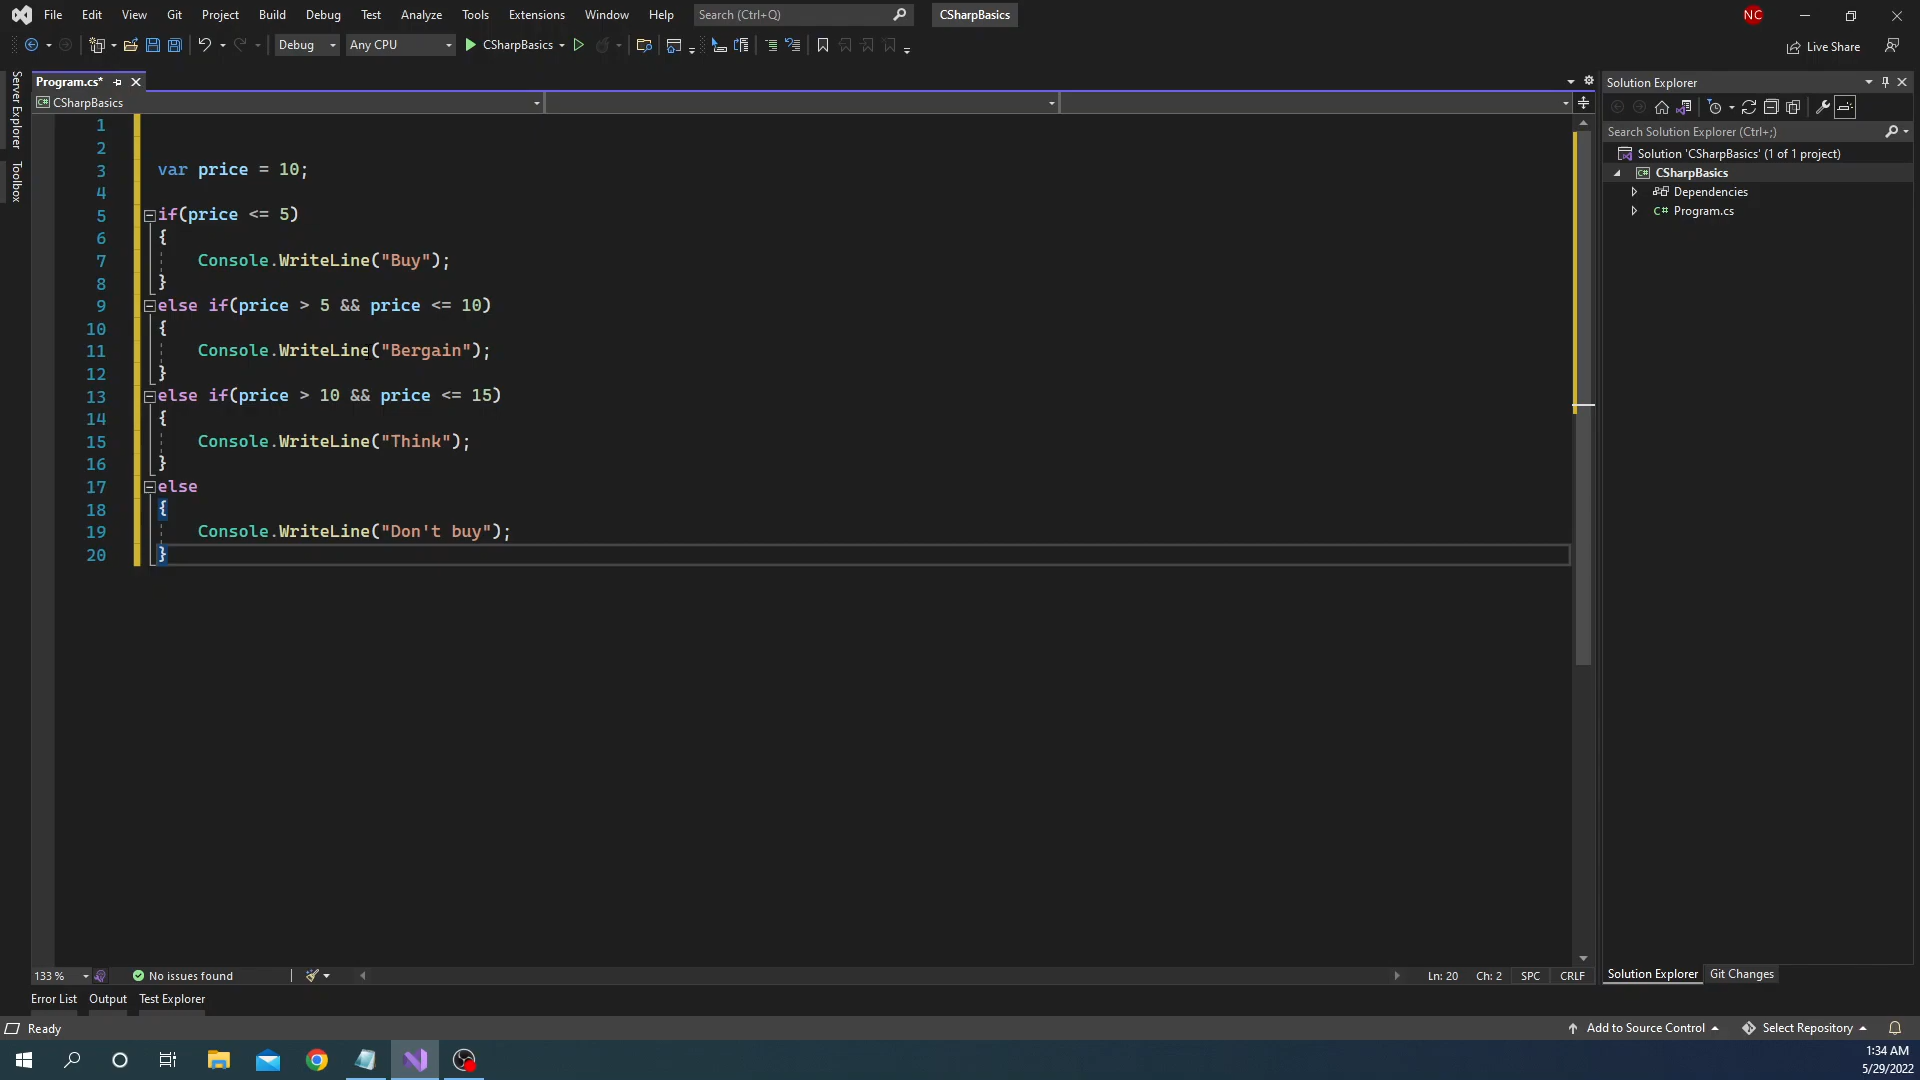 File Edit View Git Project Build Debug Test Analyze Tools Extensions Window Help Search (Ctrl+Q) CSharpBasics NC
Debug Any CPU CSharpBasics Live Share
Server Explorer
Toolbox
Program.cs*
CSharpBasics
1
2
3 var price = 10;
4
5 if(price <= 5)
6 {
7 Console.WriteLine("Buy");
8 }
9 else if(price > 5 && price <= 10)
10 {
11 Console.WriteLine("Bergain");
12 }
13 else if(price > 10 && price <= 15)
14 {
15 Console.WriteLine("Think");
16 }
17 else
18 {
19 Console.WriteLine("Don't buy");
20 }
Solution Explorer
Search Solution Explorer (Ctrl+;)
Solution 'CSharpBasics' (1 of 1 project)
C# CSharpBasics
Dependencies
C# Program.cs
133 % No issues found Ln: 20 Ch: 2 SPC CRLF
Solution Explorer Git Changes
Error List Output Test Explorer
Ready Add to Source Control Select Repository
1:34 AM
5/29/2022